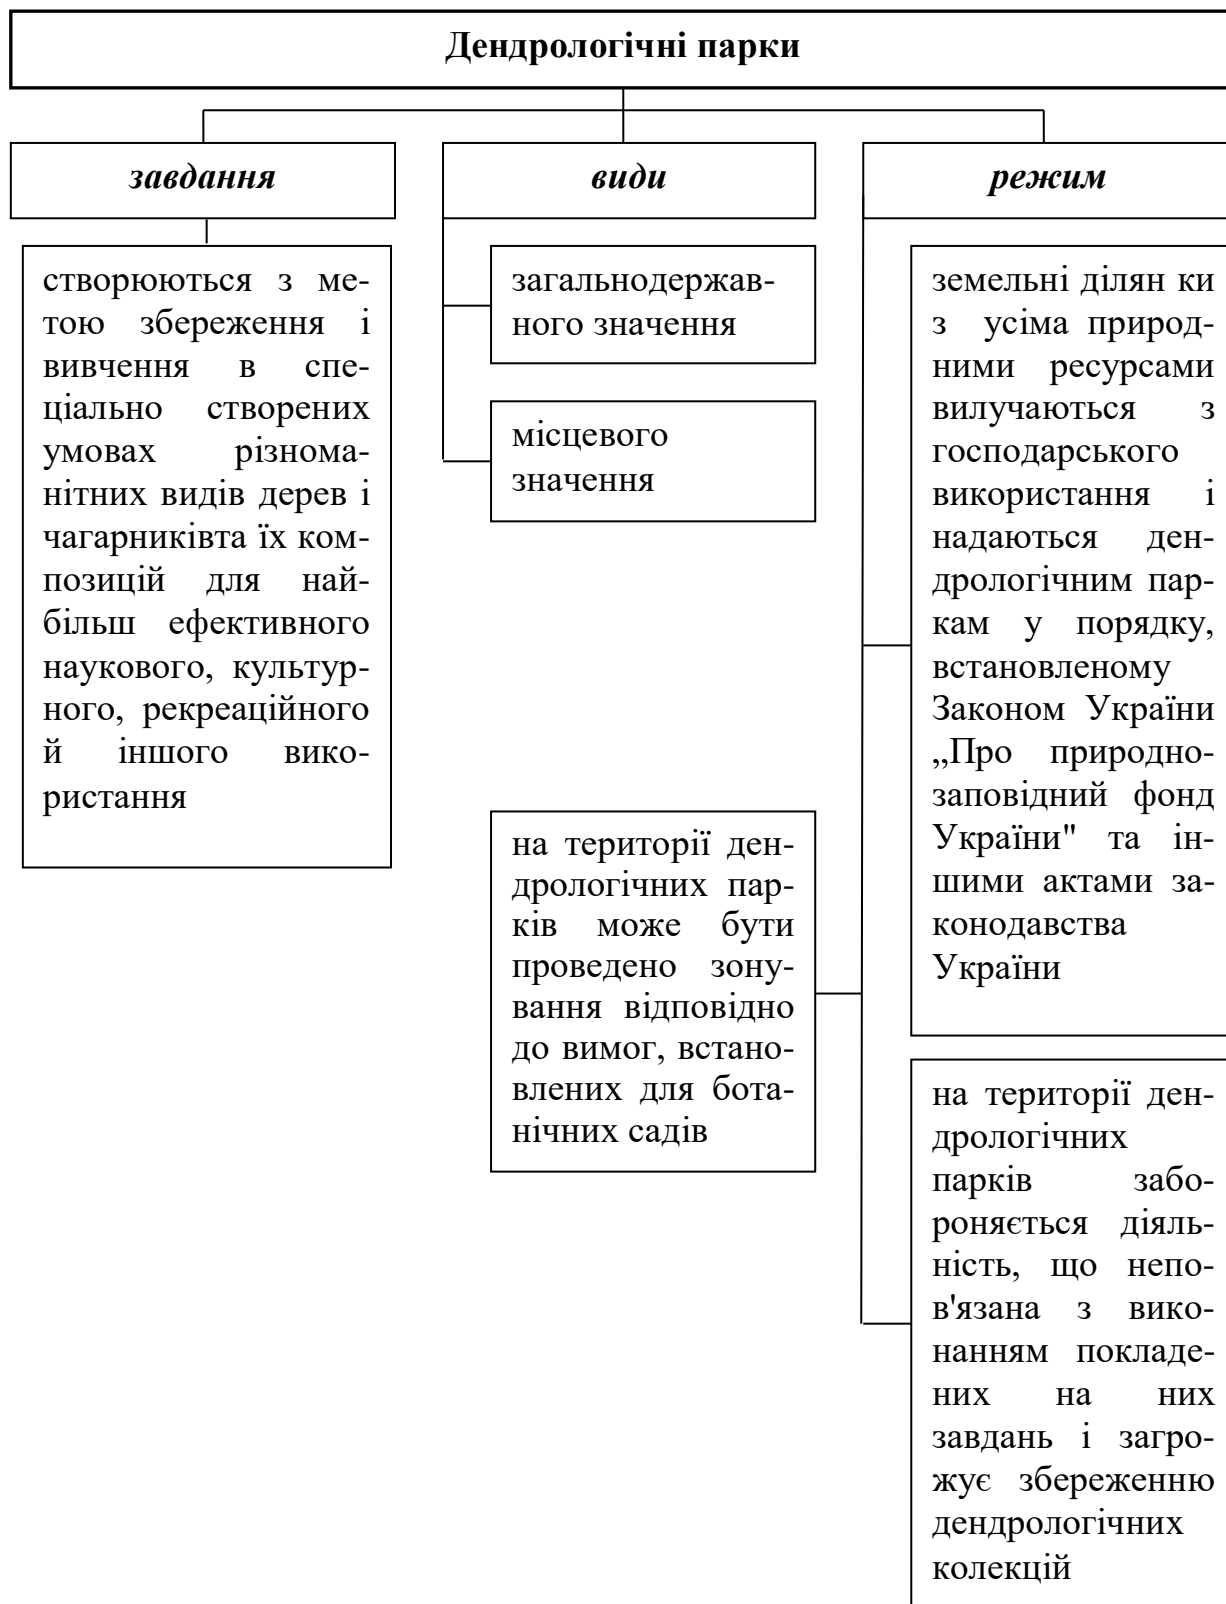 Дендрологічні парки
завдання
види
режим
створюються з ме-
тою збереження і
вивчення в спе-
ціально створених
умовах різнома-
нітних видів дерев і
чагарниківта їх ком-
позицій для най-
більш ефективного
наукового, культур-
ного, рекреаційного
й іншого вико-
ристання
загальнодержав-
ного значення
місцевого
значення
на території ден-
дрологічних пар-
ків може бути
проведено зону-
вання відповідно
до вимог, встано-
влених для бота-
нічних садів
земельні ділян ки
з усіма природ-
ними ресурсами
вилучаються з
господарського
використання і
надаються ден-
дрологічним пар-
кам у порядку,
встановленому
Законом України
„Про природно-
заповідний фонд
України" та ін-
шими актами за-
конодавства
України
на території ден-
дрологічних
парків забо-
роняється діяль-
ність, що непо-
в'язана з вико-
нанням покладе-
них на них
завдань і загро-
жує збереженню
дендрологічних
колекцій